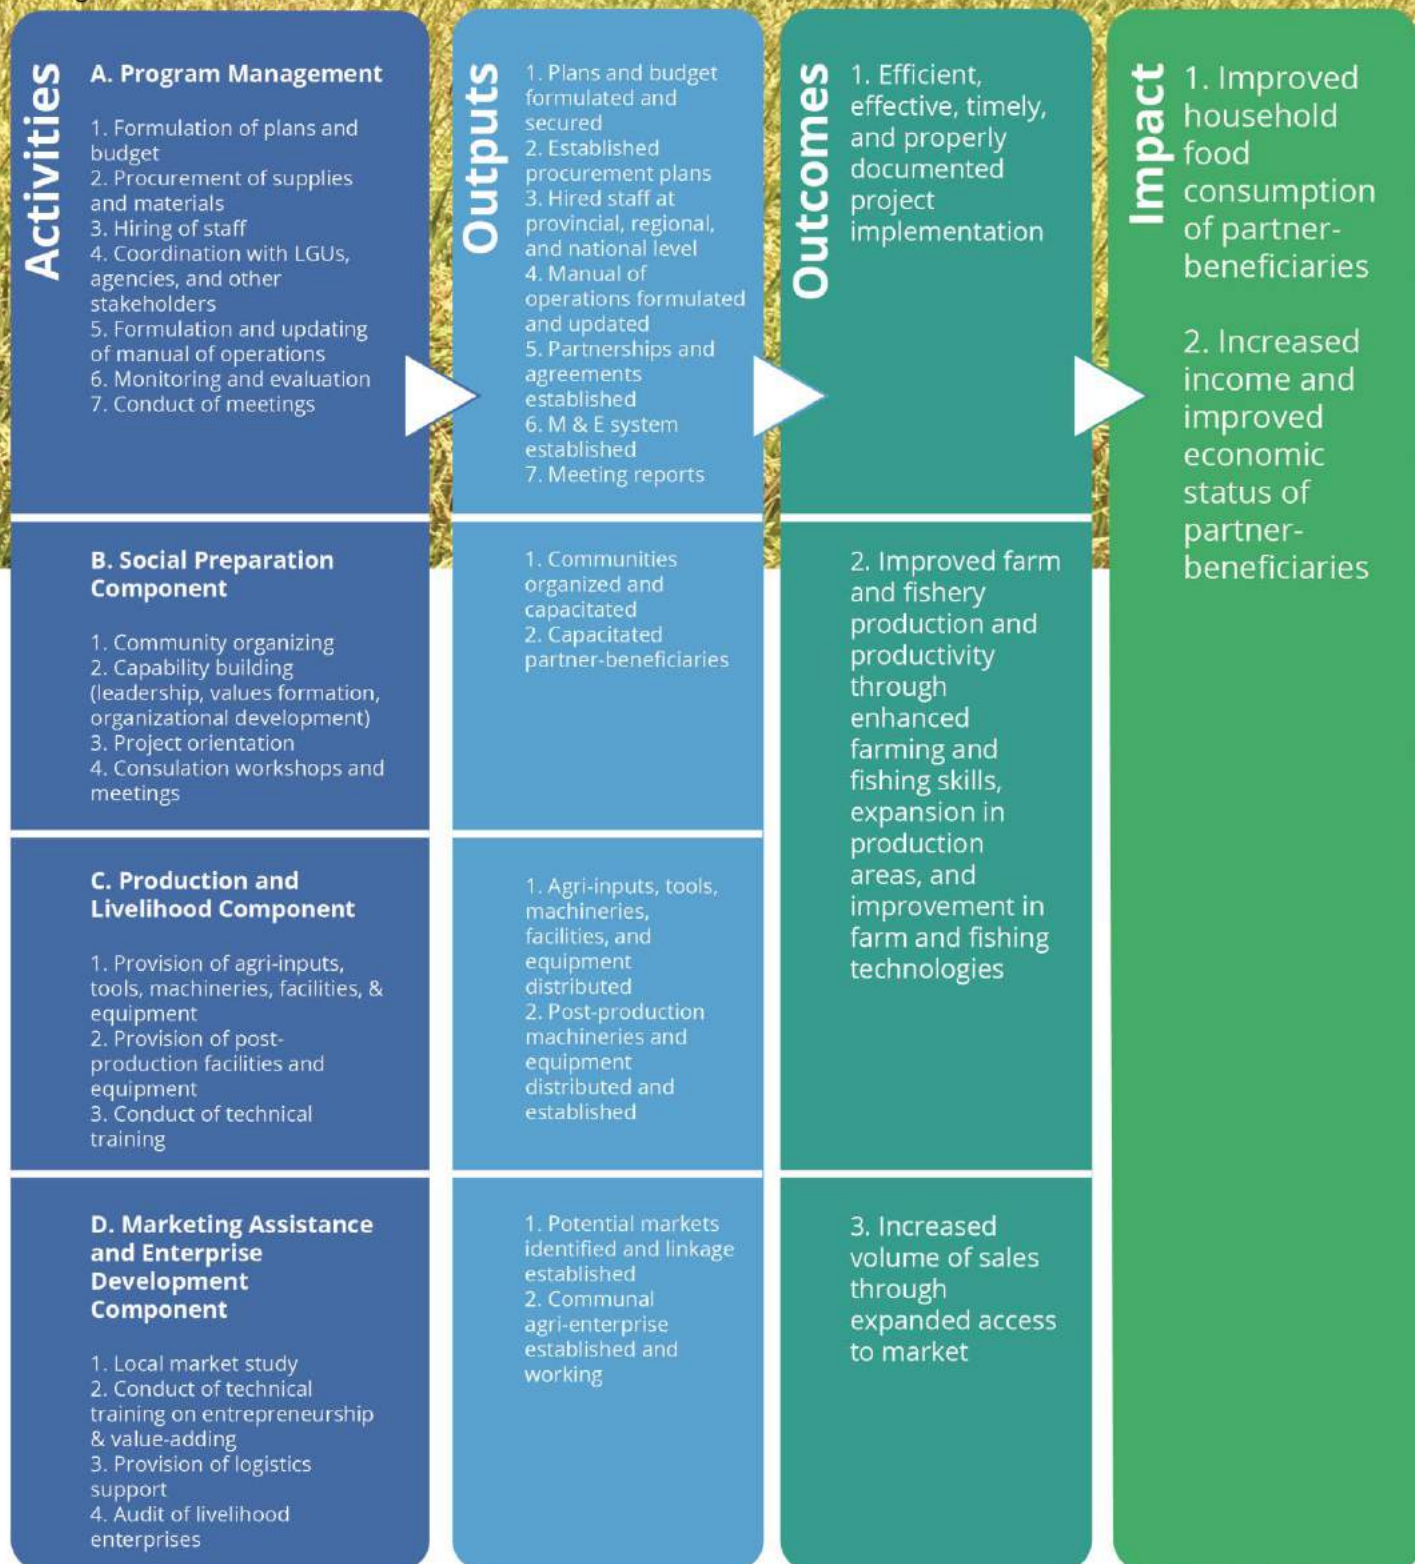 Activities
A. Program Management
1. Formulation of plans and
budget
2. Procurement of supplies
and materials
3. Hiring of staff
4. Coordination with LGUs,
agencies, and other
stakeholders
5. Formulation and updating
of manual of operations
6. Monitoring and evaluation
7. Conduct of meetings
B. Social Preparation
Component
1. Community organizing
2. Capability building
(leadership, values formation,
organizational development)
3. Project orientation
4. Consulation workshops and
meetings
C. Production and
Livelihood Component
1. Provision of agri-inputs,
tools, machineries, facilities, &
equipment
2. Provision of post-
production facilities and
equipment
3. Conduct of technical
training
D. Marketing Assistance
and Enterprise
Development
Component
1. Local market study
2. Conduct of technical
training on entrepreneurship
& value-adding
3. Provision of logistics
support
4. Audit of livelihood
enterprises
Outputs
1. Plans and budget
formulated and
secured
2. Established
procurement plans
3. Hired staff at
provincial, regional,
and national level
4. Manual of
operations formulated
and updated
5. Partnerships and
agreements
established
6. M & E system
established
7. Meeting reports
1. Communities
organized and
capacitated
2. Capacitated
partner-beneficiaries
1. Agri-inputs, tools,
machineries,
facilities, and
equipment
distributed
2. Post-production
machineries and
equipment
distributed and
established
1. Potential markets
identified and linkage
established
2. Communal
agri-enterprise
established and
working
Outcomes
1. Efficient,
effective, timely,
and properly
documented
project
implementation
2. Improved farm
and fishery
production and
productivity
through
enhanced
farming and
fishing skills,
expansion in
production
areas, and
improvement in
farm and fishing
technologies
3. Increased
volume of sales
through
expanded access
to market
Impact
1. Improved
household
food
consumption
of partner-
beneficiaries
2. Increased
income and
improved
economic
status of
partner-
beneficiaries